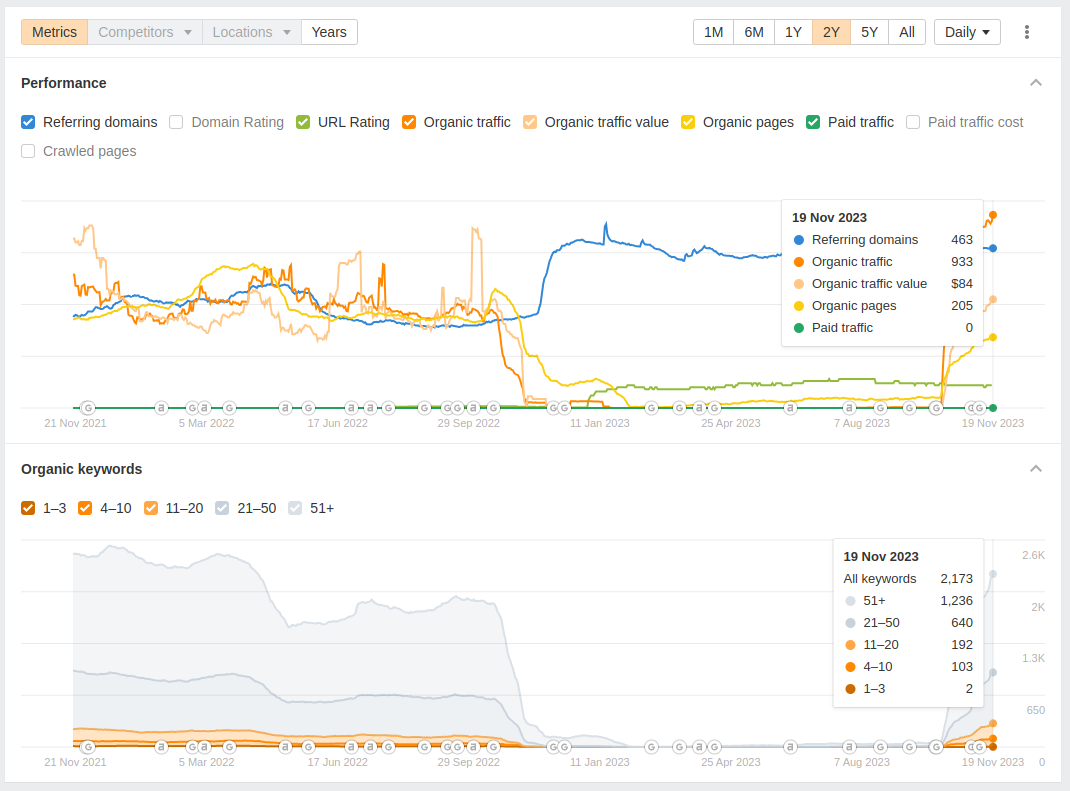 Metrics Competitors Locations Years 1M 6M 1Y 2Y 5Y All Daily
Performance
Referring domains Domain Rating URL Rating Organic traffic Organic traffic value Organic pages Paid traffic Paid traffic cost
Crawled pages
19 Nov 2023
Referring domains 463
Organic traffic 933
Organic traffic value $84
Organic pages 205
Paid traffic 0
G a G a G a G a a G G G G a G G G G G a G a G G G G G
21 Nov 2021 5 Mar 2022 17 Jun 2022 29 Sep 2022 11 Jan 2023 25 Apr 2023 7 Aug 2023 19 Nov 2023
Organic keywords
1–3 4–10 11–20 21–50 51+
19 Nov 2023
All keywords 2,173
51+ 1,236
21–50 640
11–20 192
4–10 103
1–3 2
2.6K
2K
1.3K
650
G a G a G a G a a G G G G a G G G G G a G a G G G G G
21 Nov 2021 5 Mar 2022 17 Jun 2022 29 Sep 2022 11 Jan 2023 25 Apr 2023 7 Aug 2023 19 Nov 2023 0